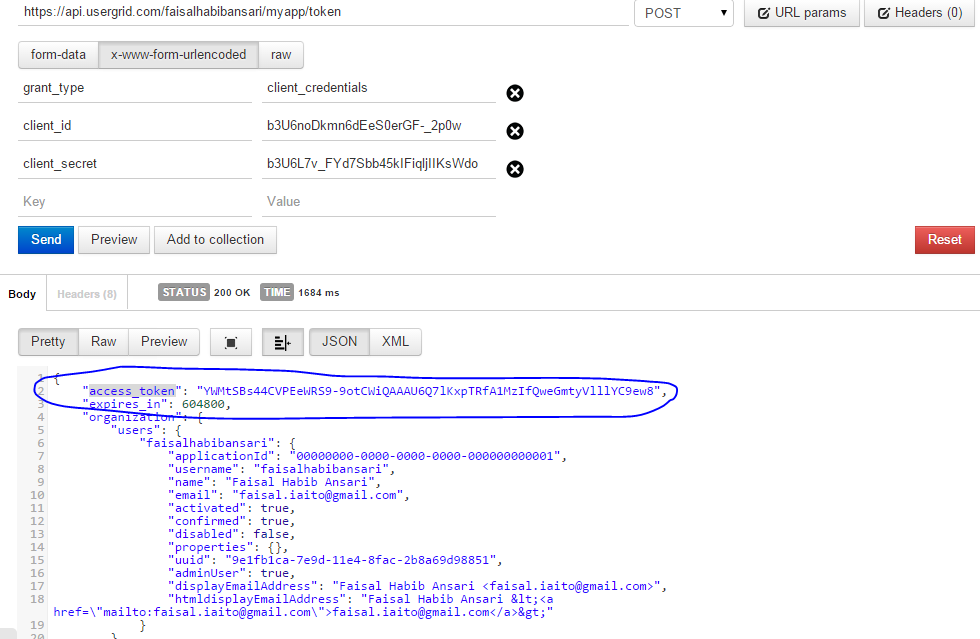 https://api.usergrid.com/faisalhabibansari/myapp/token POST URL params Headers (0)
form-data x-www-form-urlencoded raw
grant_type client_credentials
client_id b3U6noDkmn6dEeS0erGF-_2p0w
client_secret b3U6L7v_FYd7Sbb45kIFiqljIIKsWdo
Key Value
Send Preview Add to collection Reset
Body Headers (8) STATUS 200 OK TIME 1684 ms
Pretty Raw Preview JSON XML
1 {
2 "access_token": "YWMtSBs44CVPEeWRS9-9otCWiQAAAU6Q7lKxpTRfA1MzIfQweGmtyVlllYC9ew8",
3 "expires_in": 604800,
4 "organization": {
5 "users": {
6 "faisalhabibansari": {
7 "applicationId": "00000000-0000-0000-0000-000000000001",
8 "username": "faisalhabibansari",
9 "name": "Faisal Habib Ansari",
10 "email": "faisal.iaito@gmail.com",
11 "activated": true,
12 "confirmed": true,
13 "disabled": false,
14 "properties": {},
15 "uuid": "9e1fb1ca-7e9d-11e4-8fac-2b8a69d98851",
16 "adminUser": true,
17 "displayEmailAddress": "Faisal Habib Ansari <faisal.iaito@gmail.com>",
18 "htmldisplayEmailAddress": "Faisal Habib Ansari &lt;<a
href=\"mailto:faisal.iaito@gmail.com\">faisal.iaito@gmail.com</a>&gt;"
19 }
20 }